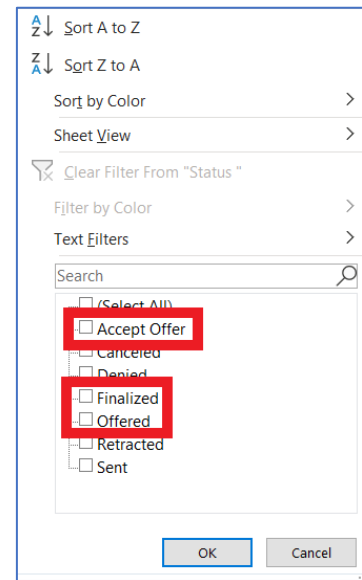 Sort A to Z
Sort Z to A
Sort by Color
Sheet View
Clear Filter From "Status "
Filter by Color
Text Filters
Search
(Select All)
Accept Offer
Canceled
Denied
Finalized
Offered
Retracted
Sent
OK Cancel